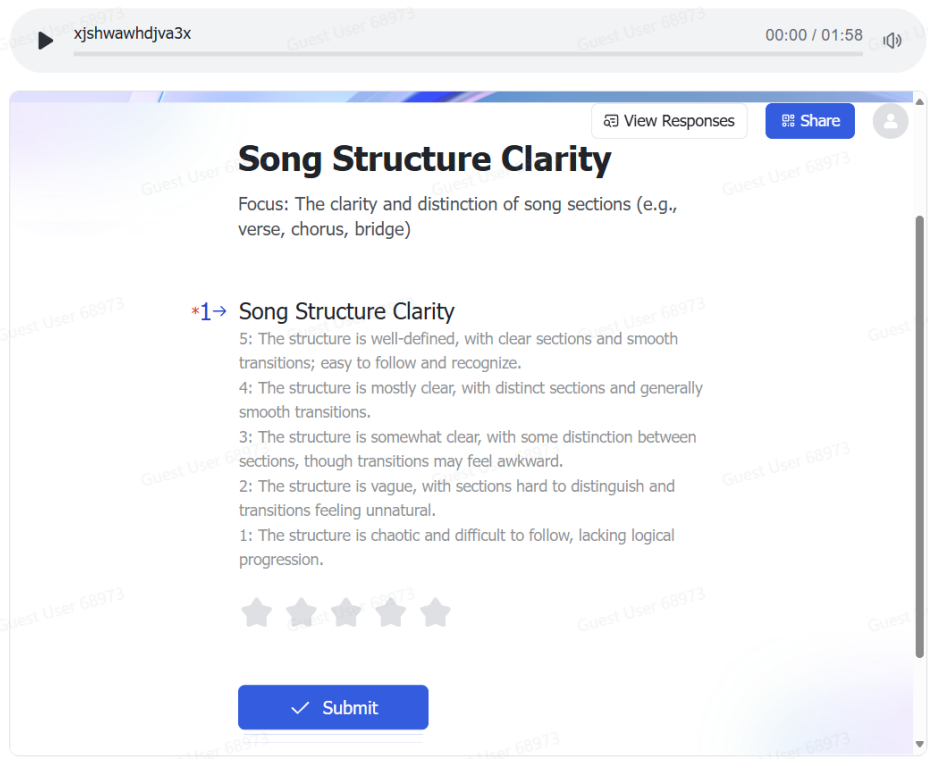 xjshwawhdjva3x
00:00 / 01:58
View Responses
Share
Song Structure Clarity
Focus: The clarity and distinction of song sections (e.g.,
verse, chorus, bridge)
*1→ Song Structure Clarity
5: The structure is well-defined, with clear sections and smooth
transitions; easy to follow and recognize.
4: The structure is mostly clear, with distinct sections and generally
smooth transitions.
3: The structure is somewhat clear, with some distinction between
sections, though transitions may feel awkward.
2: The structure is vague, with sections hard to distinguish and
transitions feeling unnatural.
1: The structure is chaotic and difficult to follow, lacking logical
progression.
Submit
Guest User 68973